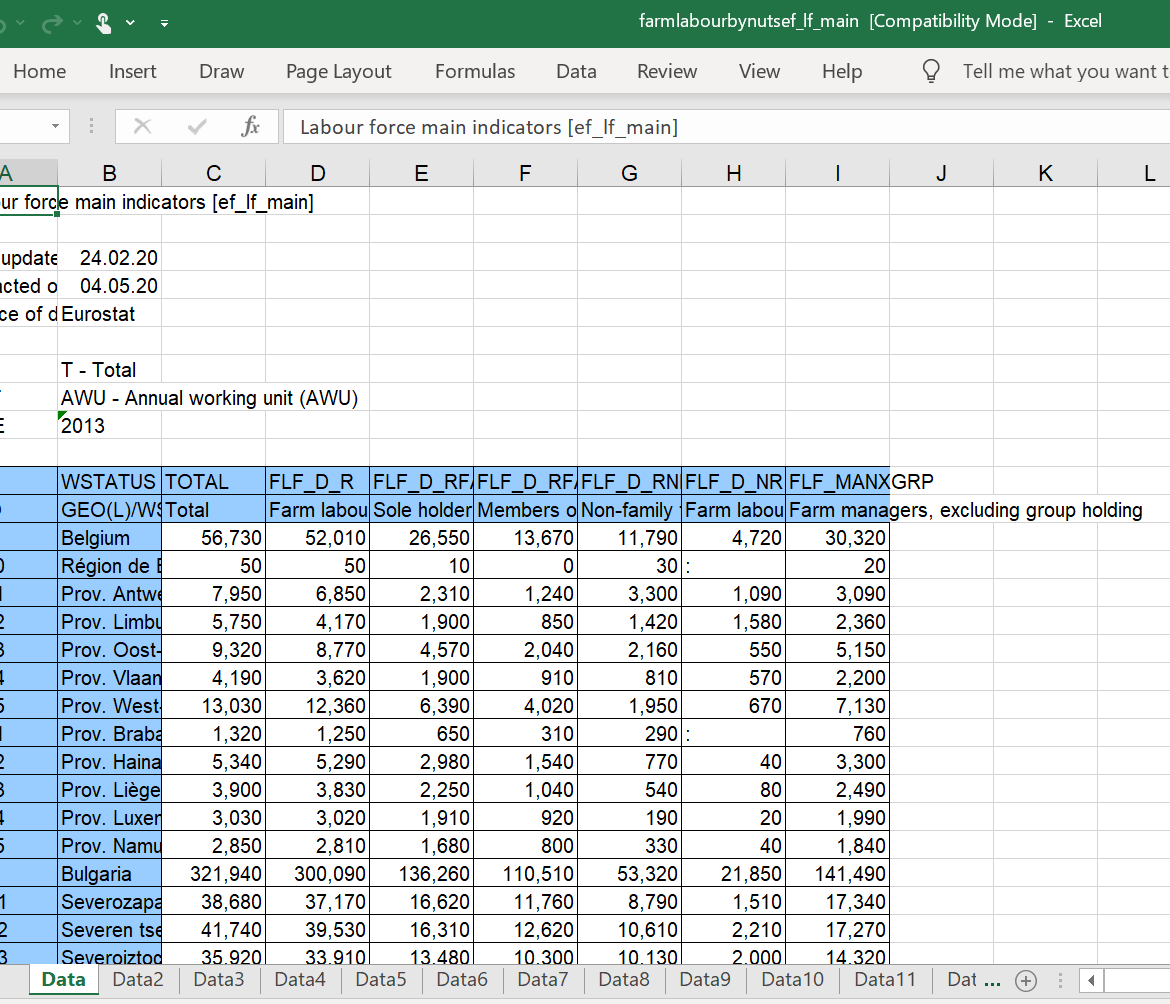 farmlabourbynutsef_lf_main [Compatibility Mode] - Excel
Home Insert Draw Page Layout Formulas Data Review View Help Tell me what you want t
fx Labour force main indicators [ef_lf_main]
A B C D E F G H I J K L
ur force main indicators [ef_lf_main]
update 24.02.20
cted o 04.05.20
ce of d Eurostat
T - Total
AWU - Annual working unit (AWU)
E 2013
WSTATUS TOTAL FLF_D_R FLF_D_RFA FLF_D_RFA FLF_D_RN FLF_D_NR FLF_MANXGRP
GEO(L)/WS Total Farm labou Sole holder Members o Non-family Farm labou Farm managers, excluding group holding
Belgium 56,730 52,010 26,550 13,670 11,790 4,720 30,320
0 Région de 50 50 10 0 30 : 20
1 Prov. Antwe 7,950 6,850 2,310 1,240 3,300 1,090 3,090
2 Prov. Limbu 5,750 4,170 1,900 850 1,420 1,580 2,360
3 Prov. Oost- 9,320 8,770 4,570 2,040 2,160 550 5,150
4 Prov. Vlaan 4,190 3,620 1,900 910 810 570 2,200
5 Prov. West- 13,030 12,360 6,390 4,020 1,950 670 7,130
1 Prov. Braba 1,320 1,250 650 310 290 : 760
2 Prov. Haina 5,340 5,290 2,980 1,540 770 40 3,300
3 Prov. Liège 3,900 3,830 2,250 1,040 540 80 2,490
4 Prov. Luxer 3,030 3,020 1,910 920 190 20 1,990
5 Prov. Namu 2,850 2,810 1,680 800 330 40 1,840
Bulgaria 321,940 300,090 136,260 110,510 53,320 21,850 141,490
1 Severozapa 38,680 37,170 16,620 11,760 8,790 1,510 17,340
2 Severen tse 41,740 39,530 16,310 12,620 10,610 2,210 17,270
3 Severoiztoc 35,920 33,910 13,480 10,300 10,130 2,000 14,320
Data Data2 Data3 Data4 Data5 Data6 Data7 Data8 Data9 Data10 Data11 Dat ...